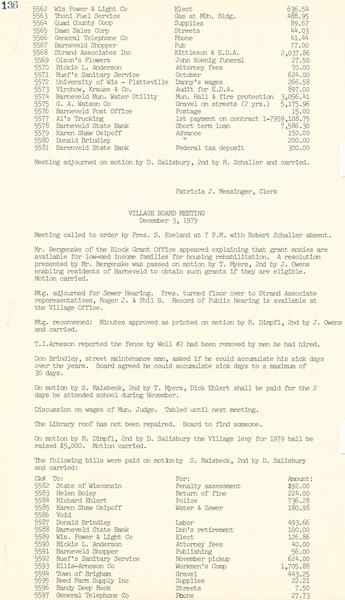 136
5562 Wis Power & Light Co Elect 636.54
5563 Thoni Fuel Service Gas at Mun. Bldg. 488.95
5564 Quad County Coop Supplies 89.67
5565 Dawn Sales Corp Streets 44.03
5566 General Telephone Co Phone 41.44
5567 Barneveld Shopper Pub 77.00
5568 Strand Associates Inc Kittleson & E.D.A. 2,037.86
5569 Olson's Flowers John Koenig funeral 27.50
5570 Rickie L. Anderson Attorney fees 70.00
5571 Ruef's Sanitary Service October 624.00
5572 University of Wis - Platteville Danny's wages 266.58
5573 Virchow, Krause & Co. Audit for E.D.A. 897.00
5574 Barneveld Mun. Water Utility Mun. Hall & fire protection 3,056.41
5575 G. A. Watson Co Gravel on streets (2 yrs.) 5,175.96
5576 Barneveld Post Office Postage 15.00
5577 Al's Trucking 1st payment on contract 1-79 59,108.75
5578 Barneveld State Bank Short term loan 7,586.30
5579 Karen Shaw Osipoff Advance 150.00
5580 Donald Brindley " 200.00
5581 Barneveld State Bank Federal tax deposit 300.00
Meeting adjourned on motion by D. Salisbury, 2nd by R. Schaller and carried.
Patricia J. Messinger, Clerk
VILLAGE BOARD MEETING
December 3, 1979
Meeting called to order by Pres. S. Eveland at 7 P.M. with Robert Schaller absent.
Mr. Bergenske of the Block Grant Office appeared explaining that grant monies are
available for low-med income families for housing rehabilitation. A resolution
presented by Mr. Bergenske was passed on motion by T. Myers, 2nd by J. Owens
enabling residents of Barneveld to obtain such grants if they are eligible.
Motion carried.
Mtg. adjourned for Sewer Hearing. Pres. turned floor over to Strand Associate
representatives, Roger J. & Phil B. Record of Public Hearing is available at
the Village Office.
Mtg. reconvened: Minutes approved as printed on motion by R. Dimpfl, 2nd by J. Owens
and carried.
T.I.Arneson reported the fence by Well #2 had been removed by men he had hired.
Don Brindley, street maintenance man, asked if he could accumulate his sick days
over the years. Board agreed he could accumulate sick days to a maximum of
30 days.
On motion by S. Raisbeck, 2nd by T. Myers, Dick Ehlert shall be paid for the 2
days he attended school during November.
Discussion on wages of Mun. Judge. Tabled until next meeting.
The Library roof has not been repaired. Board to find someone.
On motion by R. Dimpfl, 2nd by D. Salisbury the Village levy for 1979 hall be
raised $5,000. Motion carried.
The following bills were paid on motion by S. Raisbeck, 2nd by D. Salisbury
and carried:
Ck# To: For: Amount:
5582 State of Wisconsin Penalty assessment $92.00
5583 Helen Boley Return of fine 224.00
5584 Richard Ehlert Police 736.28
5585 Karen Shaw Osipoff Water & Sewer 180.98
5586 Void
5587 Donald Brindley Labor 493.66
5588 Barneveld State Bank Don's retirement 100.00
5589 Wis. Power & Light Co Elect 126.86
5590 Rickie L. Anderson Attorney fees 40.00
5591 Barneveld Shopper Publishing 56.00
5592 Ruef's Sanitary Service November pickup 624.00
5593 Ellis-Arneson Co Workmen's Comp 1,705.88
5594 Town of Brigham Gravel 443.25
5595 Reed Farm Supply Inc Supplies 22.21
5596 Randy Deep Rock Streets 7.50
5597 General Telephone Co Phone 27.73